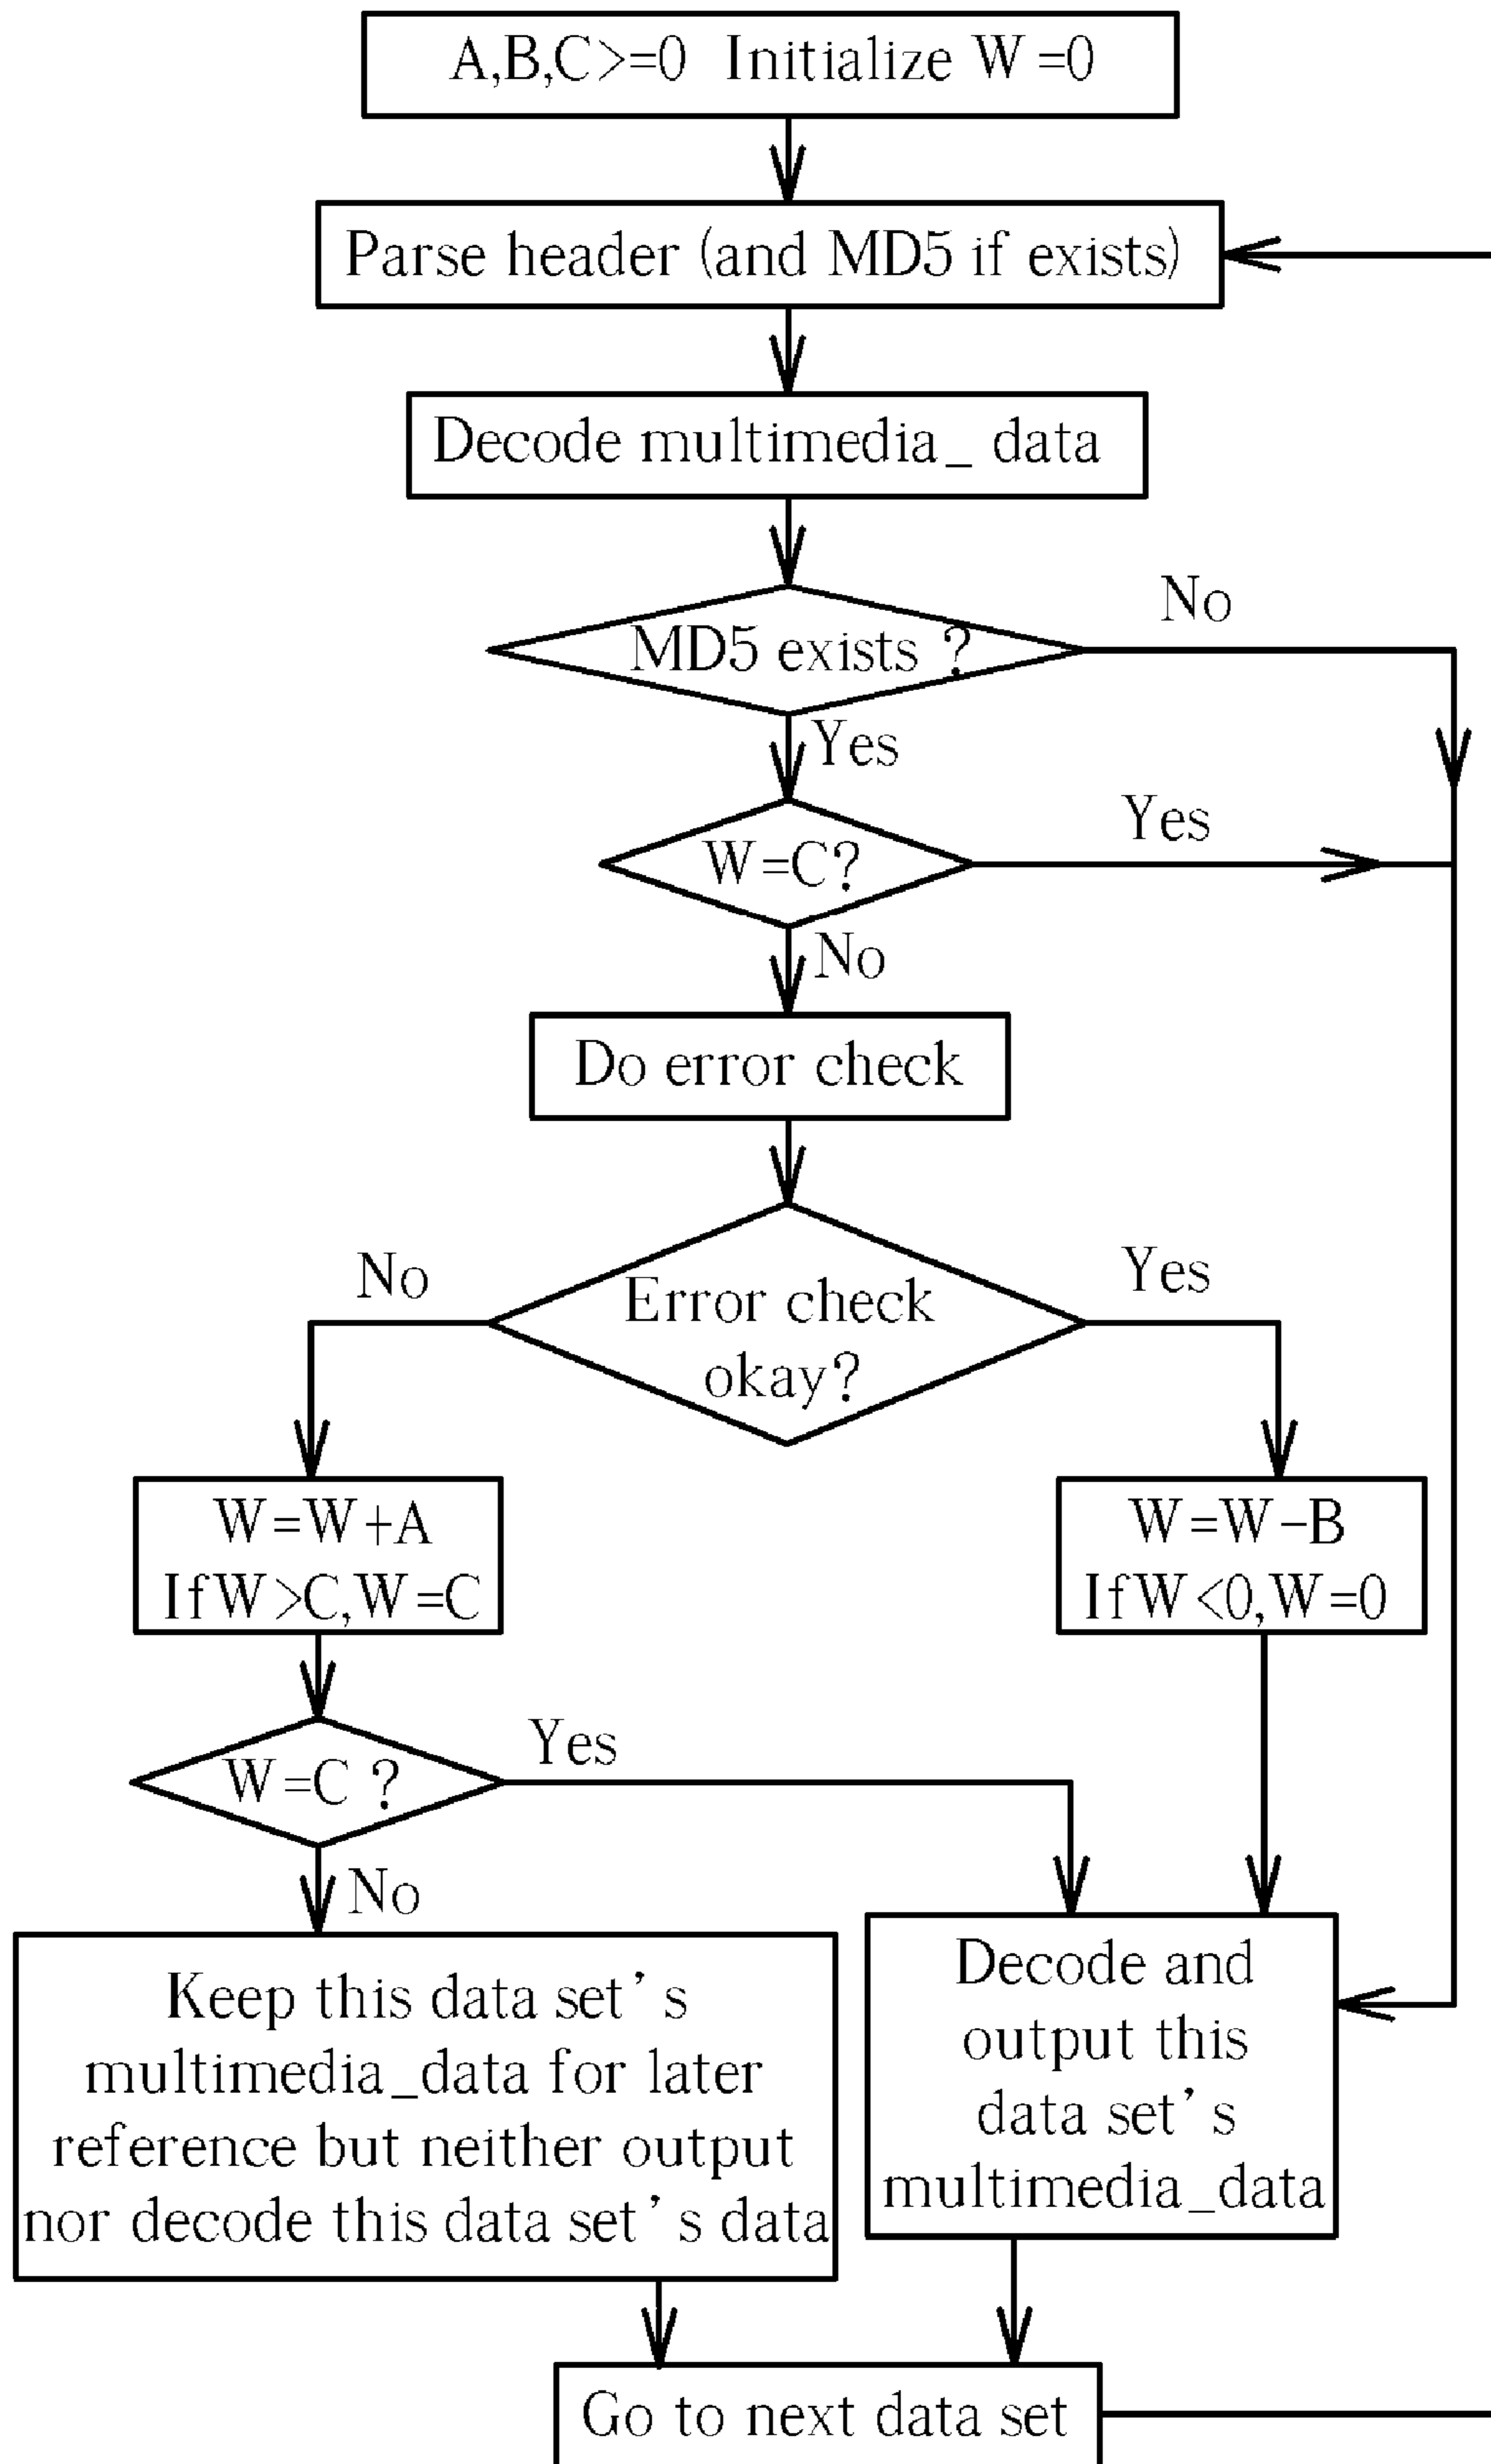 A,B,C>=0 Initialize W=0
Parse header (and MD5 if exists)
Decode multimedia_ data
MD5 exists ?
No
Yes
W=C?
Yes
No
Do error check
Error check
okay?
No
Yes
W=W+A
If W>C,W=C
W=W-B
If W<0,W=0
W=C ?
Yes
No
Keep this data set's
multimedia_data for later
reference but neither output
nor decode this data set's data
Decode and
output this
data set's
multimedia_data
Go to next data set